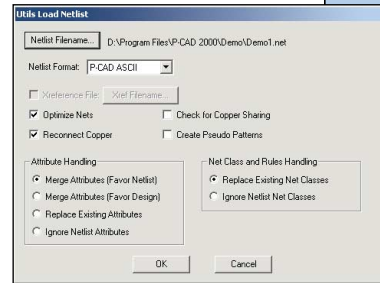 Utils Load Netlist
Netlist Filename... D:\Program Files\P-CAD 2000\Demo\Demo1.net
Netlist Format: P-CAD ASCII
Xreference File: Xref Filename...
Optimize Nets Check for Copper Sharing
Reconnect Copper Create Pseudo Patterns
Attribute Handling Net Class and Rules Handling
Merge Attributes (Favor Netlist) Replace Existing Net Classes
Merge Attributes (Favor Design) Ignore Netlist Net Classes
Replace Existing Attributes
Ignore Netlist Attributes
OK Cancel